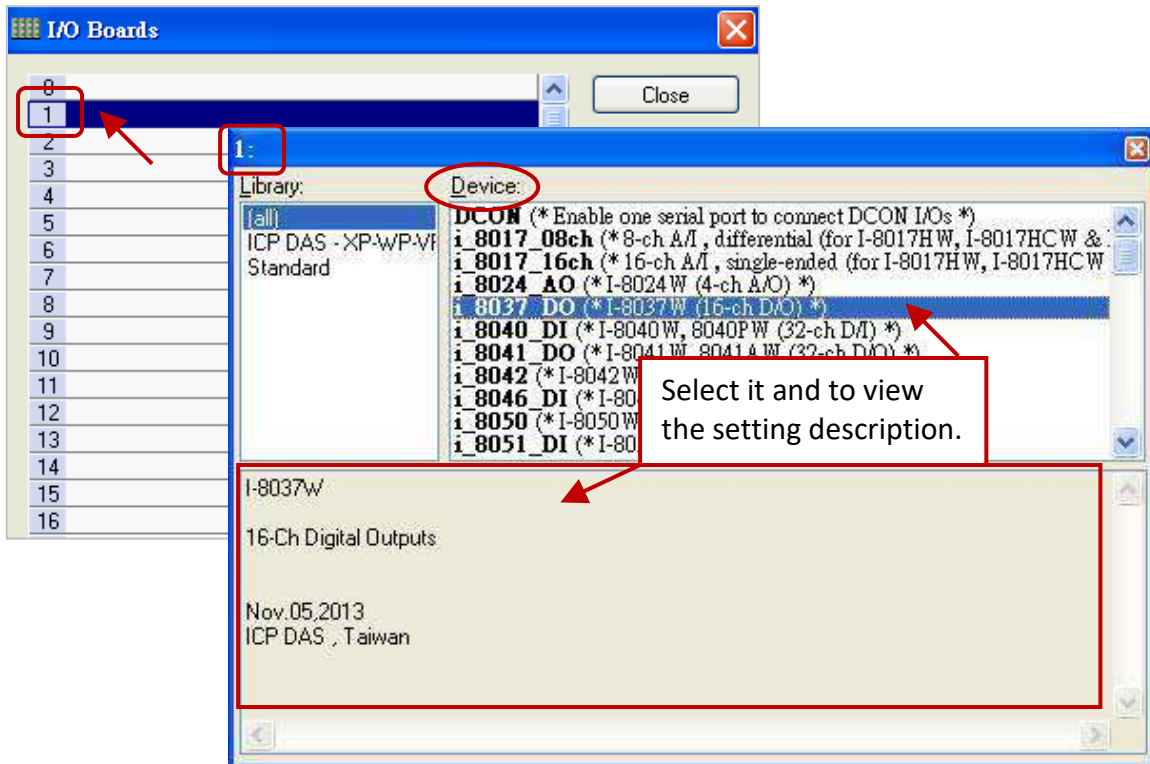 I/O Boards
0
1
2
3
4
5
6
7
8
9
10
11
12
13
14
15
16
Close
1:
Library:
(all)
ICP DAS - XP-WP-VP
Standard
Device:
DCON (* Enable one serial port to connect DCON I/Os *)
i_8017_08ch (* 8-ch A/I , differential (for I-8017HW, I-8017HCW &
i_8017_16ch (* 16-ch A/I , single-ended (for I-8017HW, I-8017HCW
i_8024_AO (* I-8024W (4-ch A/O) *)
i_8037_DO (* I-8037W (16-ch D/O) *)
i_8040_DI (* I-8040W, 8040PW (32-ch D/I) *)
i_8041_DO (* I-8041W, 8041AW (32-ch D/O) *)
i_8042 (* I-8042W
i_8046_DI (* I-80
i_8050 (* I-8050W
i_8051_DI (* I-80
Select it and to view
the setting description.
I-8037W
16-Ch Digital Outputs
Nov.05,2013
ICP DAS , Taiwan